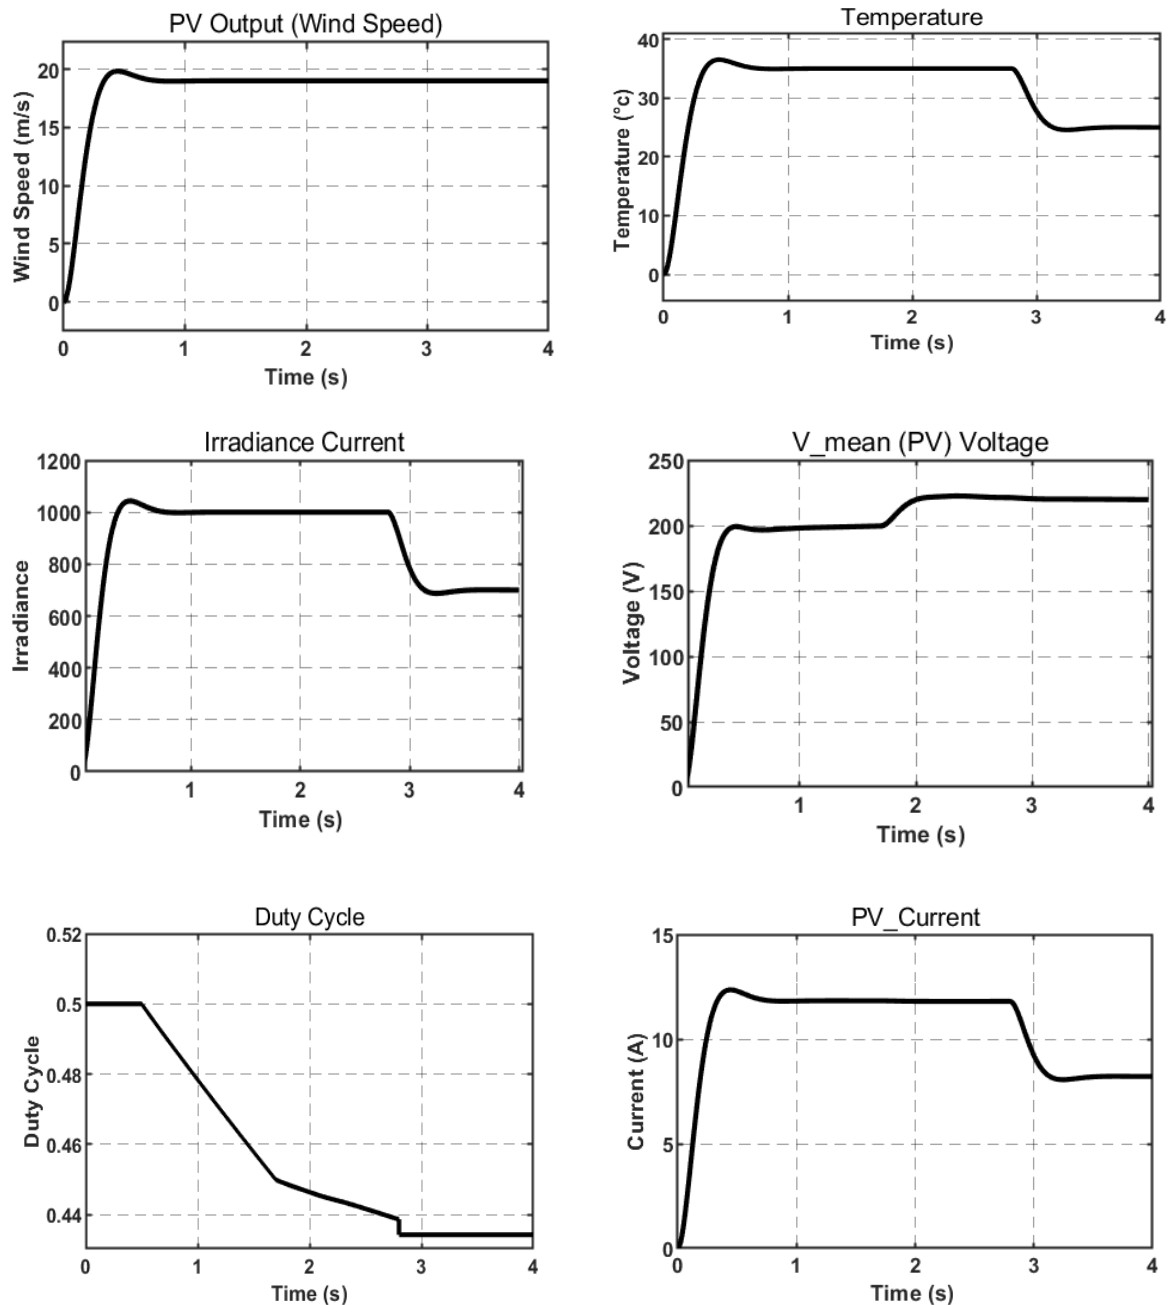 PV Output (Wind Speed)
Wind Speed (m/s)
20
15
10
5
0
0 1 2 3 4
Time (s)
Temperature
Temperature (°c)
40
30
20
10
0
0 1 2 3 4
Time (s)
Irradiance Current
Irradiance
1200
1000
800
600
400
200
0
1 2 3 4
Time (s)
V_mean (PV) Voltage
Voltage (V)
250
200
150
100
50
0
1 2 3 4
Time (s)
Duty Cycle
Duty Cycle
0.52
0.5
0.48
0.46
0.44
0 1 2 3 4
Time (s)
PV_Current
Current (A)
15
10
5
0
0 1 2 3 4
Time (s)